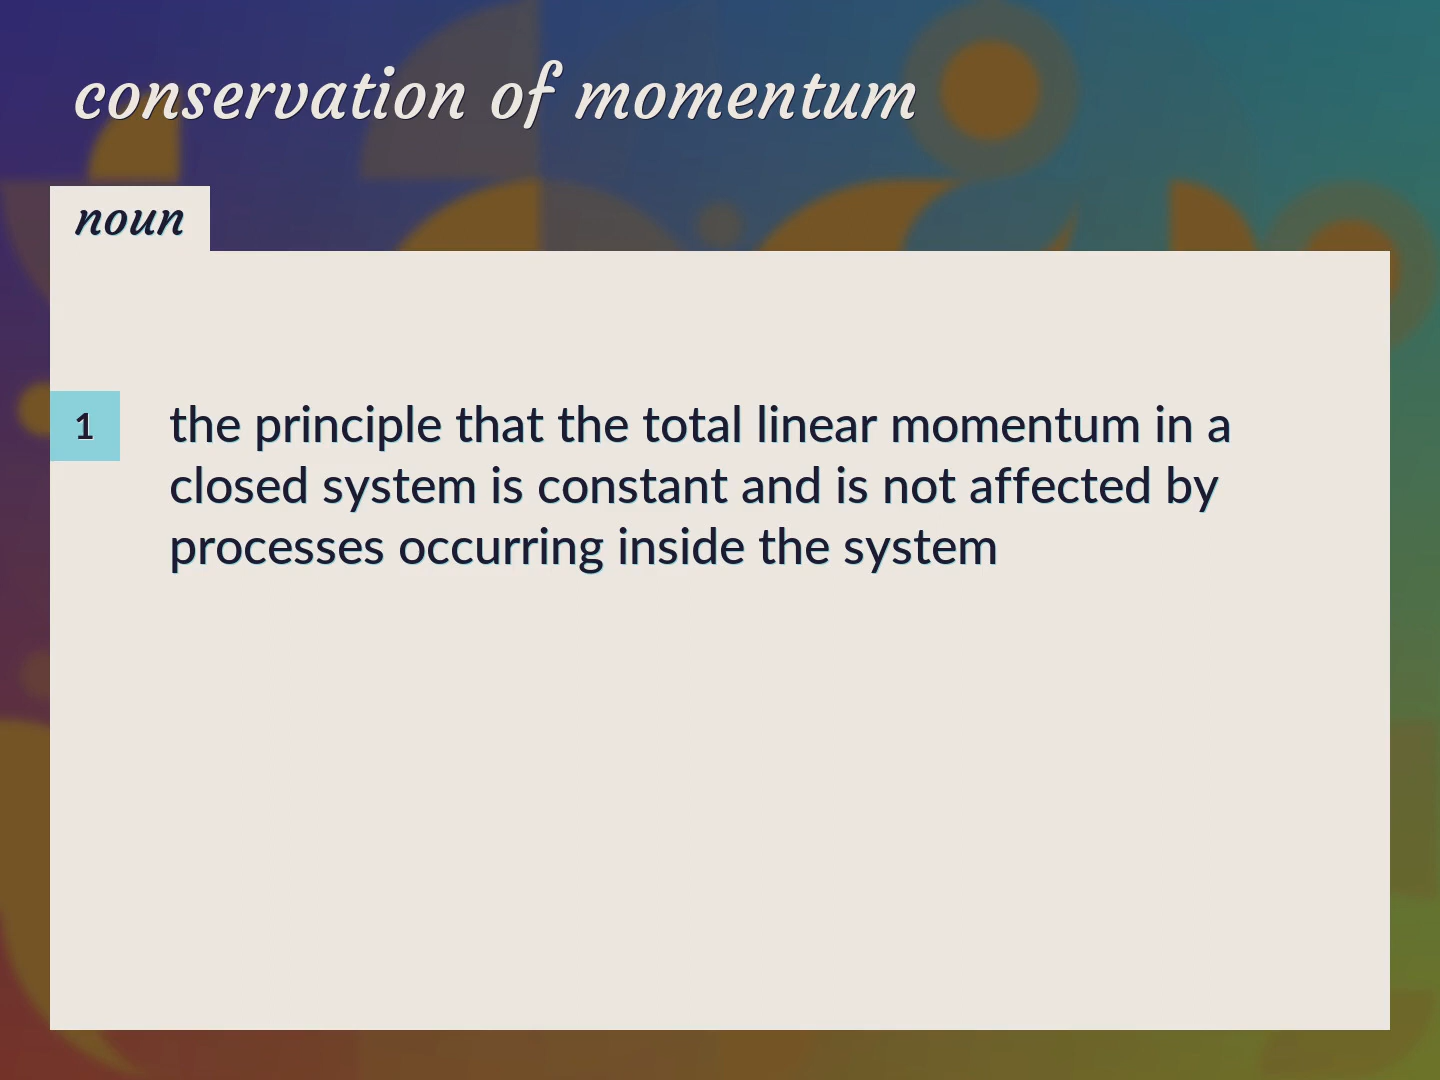 conservation of momentum
noun
1
the principle that the total linear momentum in a
closed system is constant and is not affected by
processes occurring inside the system